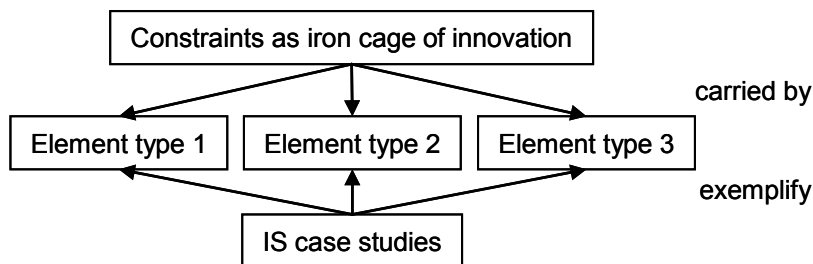 Constraints as iron cage of innovation
carried by
Element type 1
Element type 2
Element type 3
exemplify
IS case studies